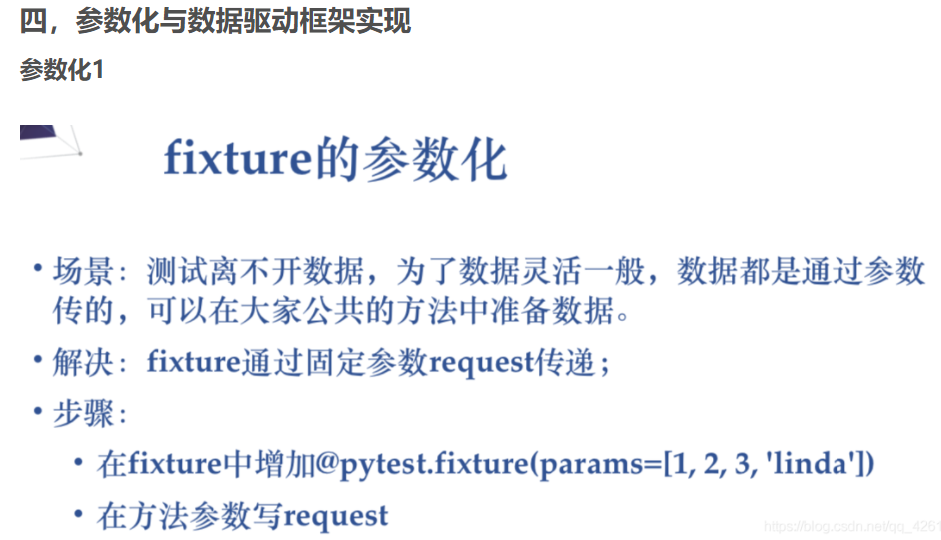 四，参数化与数据驱动框架实现
参数化1
fixture的参数化
• 场景：测试离不开数据，为了数据灵活一般，数据都是通过参数
传的，可以在大家公共的方法中准备数据。
• 解决：fixture通过固定参数request传递；
• 步骤：
• 在fixture中增加@pytest.fixture(params=[1, 2, 3, 'linda'])
• 在方法参数写request
https://blog.csdn.net/qq_4261